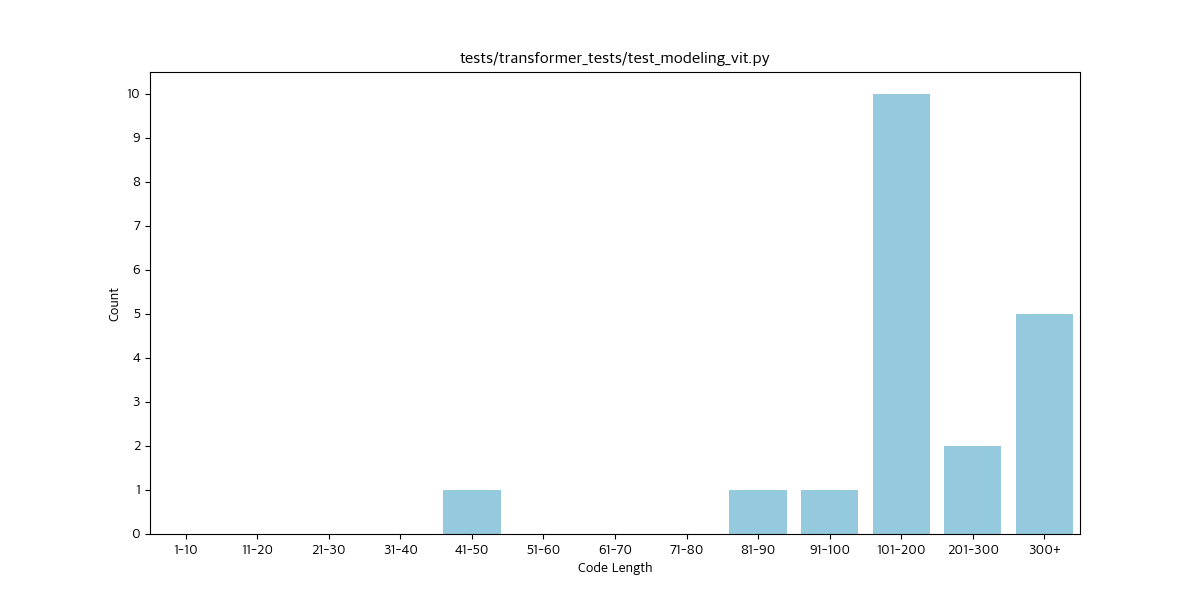 tests/transformer_tests/test_modeling_vit.py
10
9
8
7
6
5
4
3
2
1
0
Count
1-10 11-20 21-30 31-40 41-50 51-60 61-70 71-80 81-90 91-100 101-200 201-300 300+
Code Length